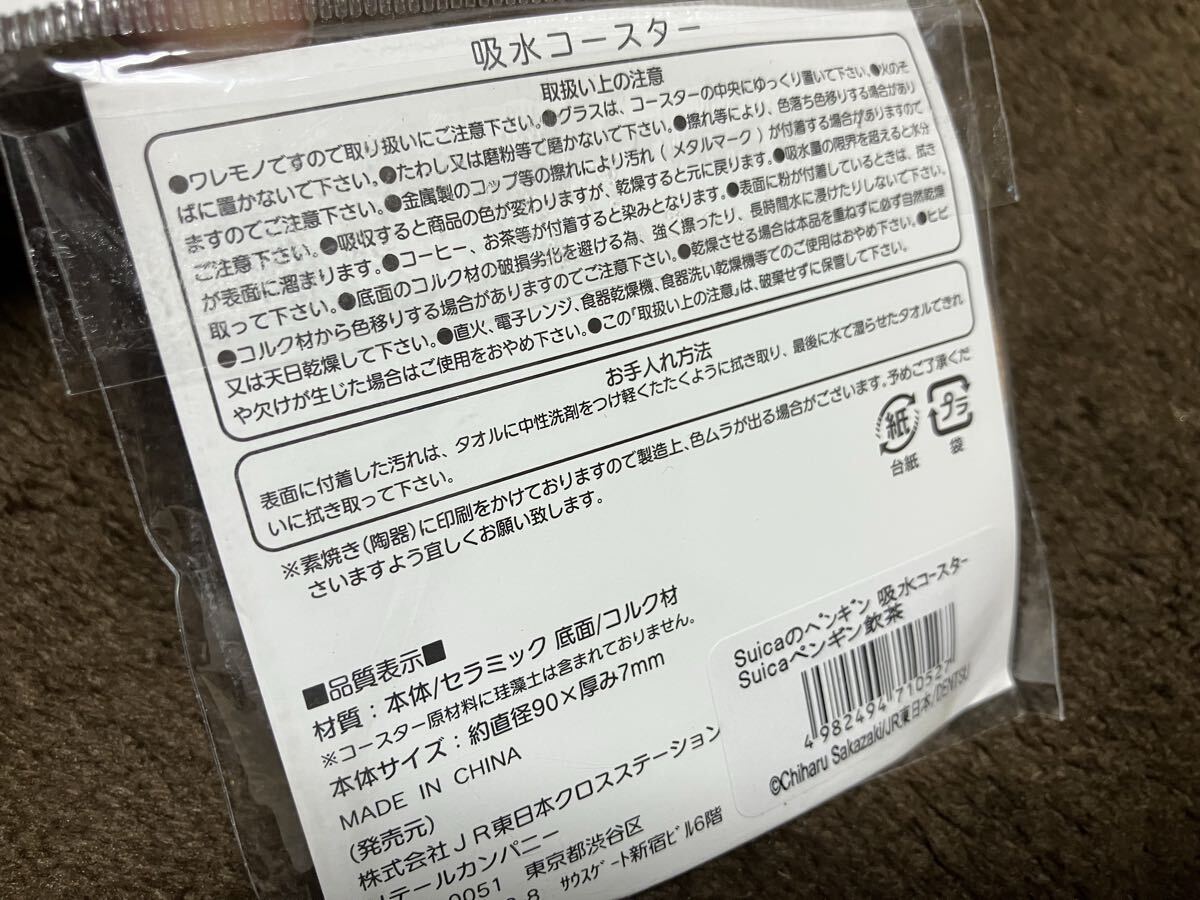 吸水コースター
取扱い上の注意
●ワレモノですので取り扱いにご注意下さい。●グラスは、コースターの中央にゆっくり置いて下さい。●火のそ
ばに置かないで下さい。●たわし又は磨粉等で磨かないで下さい。●擦れ等により、色落ち色移りする場合があり
ますのでご注意下さい。●金属製のコップ等の擦れにより汚れ(メタルマーク)が付着する場合がありますので
ご注意下さい。●吸収すると商品の色が変わりますが、乾燥すると元に戻ります。●吸水量の限界を超えると水分
が表面に溜まります。●コーヒー、お茶等が付着すると染みとなります。●表面に粉が付着しているときは、拭き
取って下さい。●底面のコルク材の破損劣化を避ける為、強く擦ったり、長時間水に浸けたりしないで下さい。
●コルク材から色移りする場合がありますのでご注意下さい。●乾燥させる場合は本品を重ねずに必ず自然乾燥
又は天日乾燥して下さい。●直火、電子レンジ、食器乾燥機、食器洗い乾燥機等でのご使用はおやめ下さい。●ヒビ
や欠けが生じた場合はご使用をおやめ下さい。●この「取扱い上の注意」は、破棄せずに保管して下さい。
お手入れ方法
表面に付着した汚れは、タオルに中性洗剤をつけ軽くたたくように拭き取り、最後に水で湿らせたタオルできれ
いに拭き取って下さい。
※素焼き(陶器)に印刷をかけておりますので製造上、色ムラが出る場合がございます。予めご了承くだ
さいますよう宜しくお願い致します。
紙
台紙
プラ
袋
■品質表示■
材質:本体/セラミック 底面/コルク材
※コースター原材料に珪藻土は含まれておりません。
本体サイズ:約直径90×厚み7mm
MADE IN CHINA
(発売元)
株式会社JR東日本クロスステーション
リテールカンパニー
0051 東京都渋谷区
8 サウスゲート新宿ビル6階
Suicaのペンギン 吸水コースター
Suicaペンギン飲茶
4982494710527
©Chiharu Sakazaki/JR東日本/DENTSU